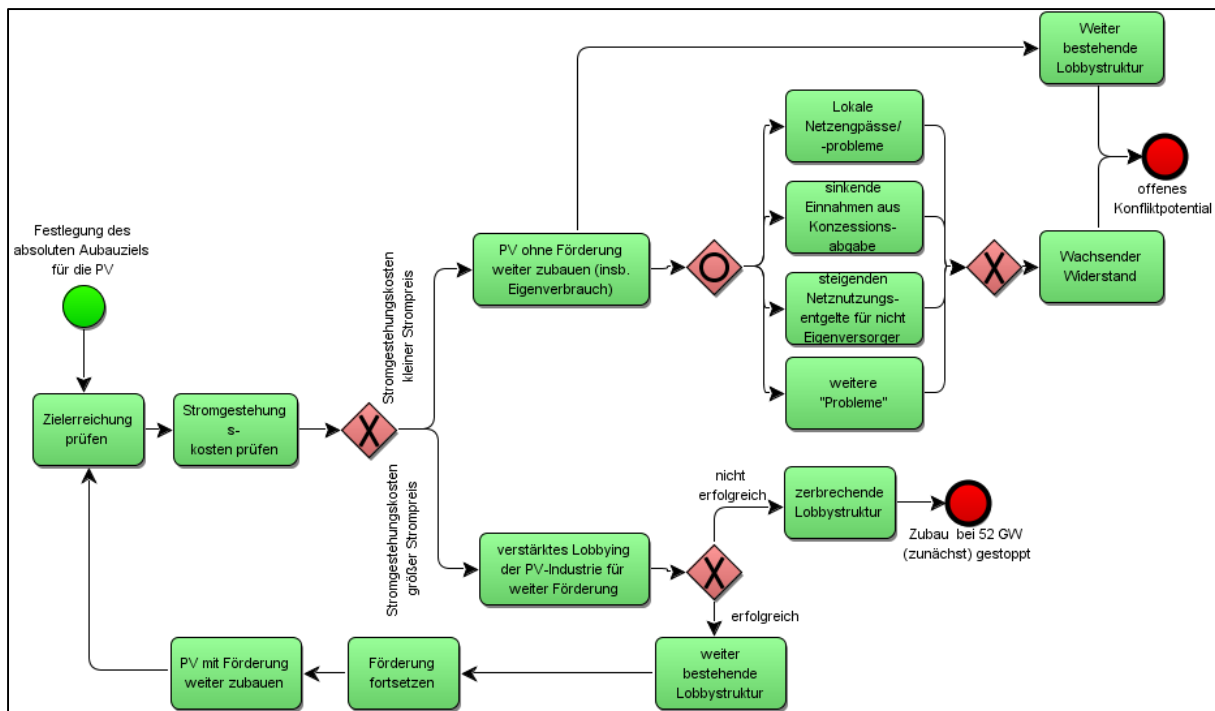 Festlegung des
absoluten Aubauziels
für die PV
Zielerreichung
prüfen
Stromgestehung
s-
kosten prüfen
Stromgestehungskosten
kleiner Strompreis
Stromgestehungskosten
größer Strompreis
PV ohne Förderung
weiter zubauen (insb.
Eigenverbrauch)
Lokale
Netzengpässe/
-probleme
sinkende
Einnahmen aus
Konzessions-
abgabe
steigenden
Netznutzungs-
entgelte für nicht
Eigenversorger
weitere
"Probleme"
Weiter
bestehende
Lobbystruktur
offenes
Konfliktpotential
Wachsender
Widerstand
verstärktes Lobbying
der PV-Industrie für
weiter Förderung
nicht
erfolgreich
zerbrechende
Lobbystruktur
Zubau bei 52 GW
(zunächst) gestoppt
erfolgreich
weiter
bestehende
Lobbystruktur
Förderung
fortsetzen
PV mit Förderung
weiter zubauen